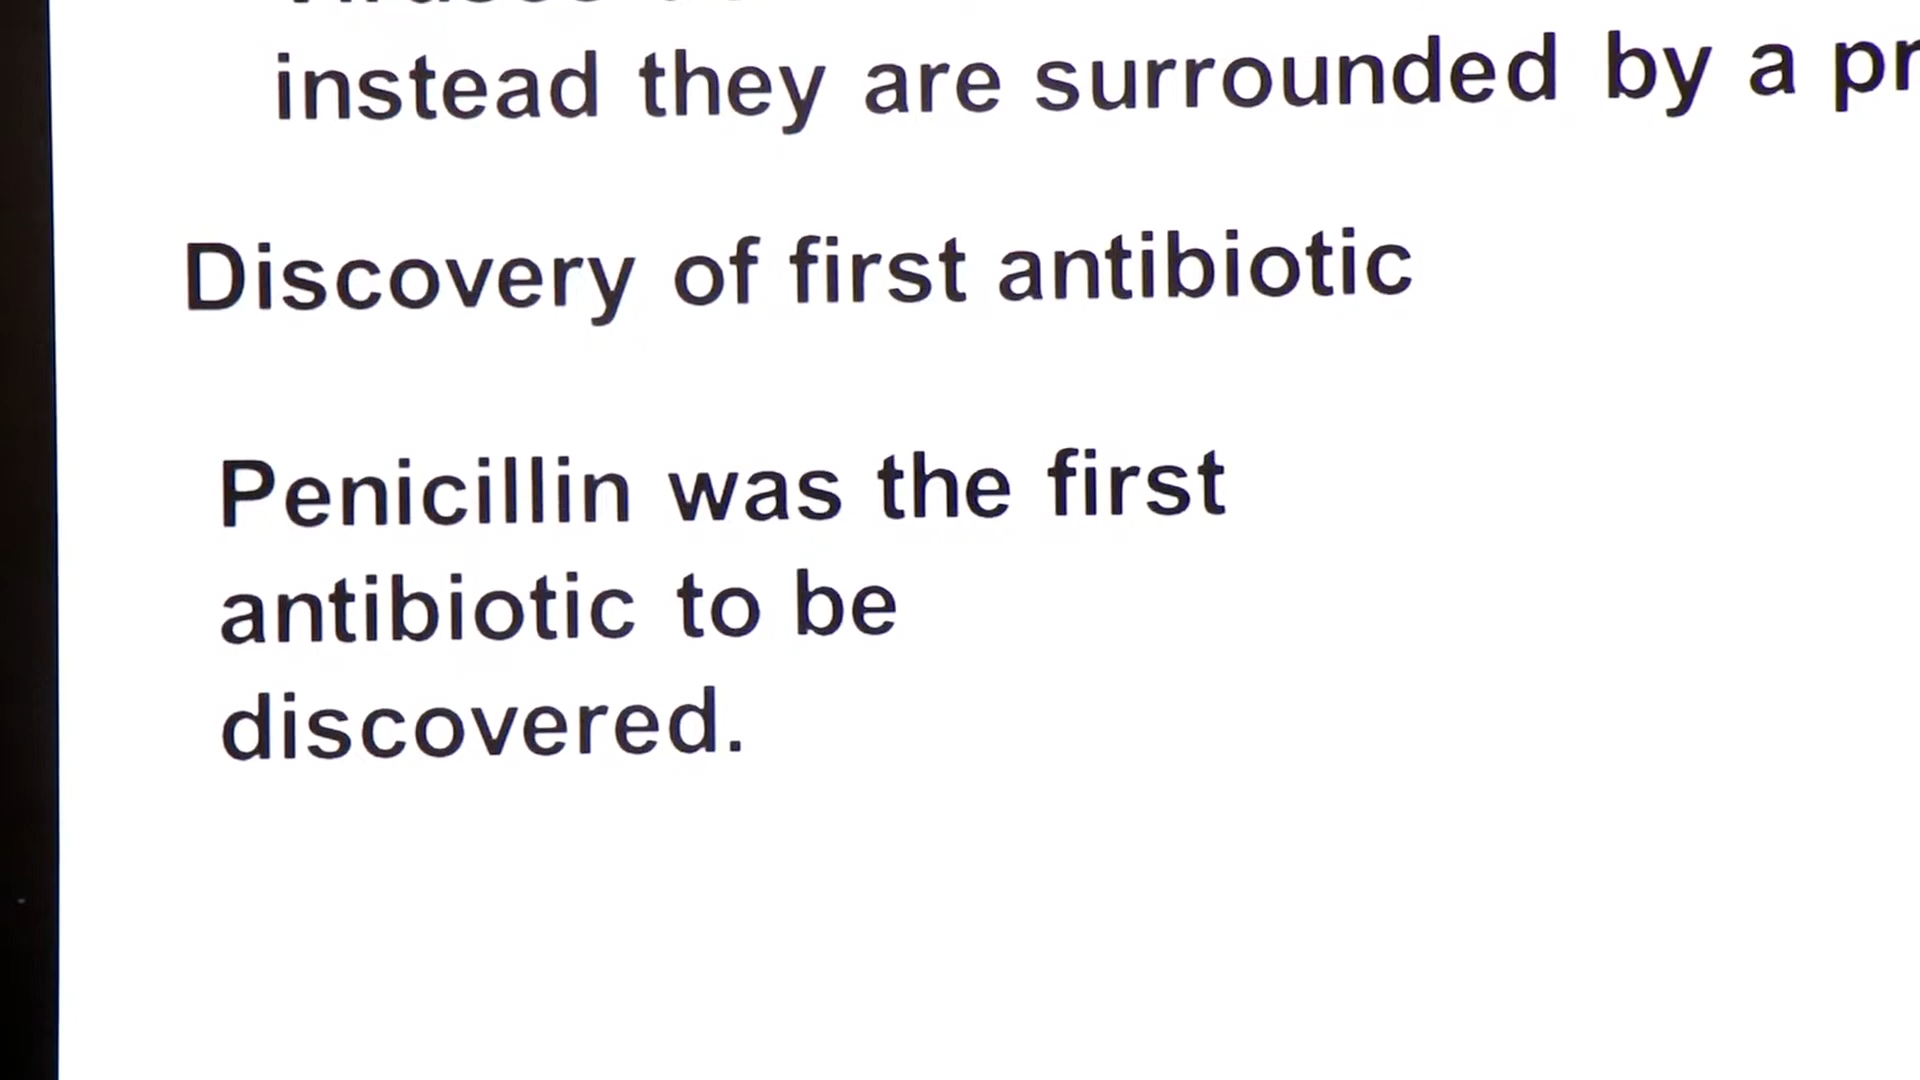 instead they are surrounded by a
Discovery of first antibiotic
Penicillin was the first
antibiotic to be
discovered.